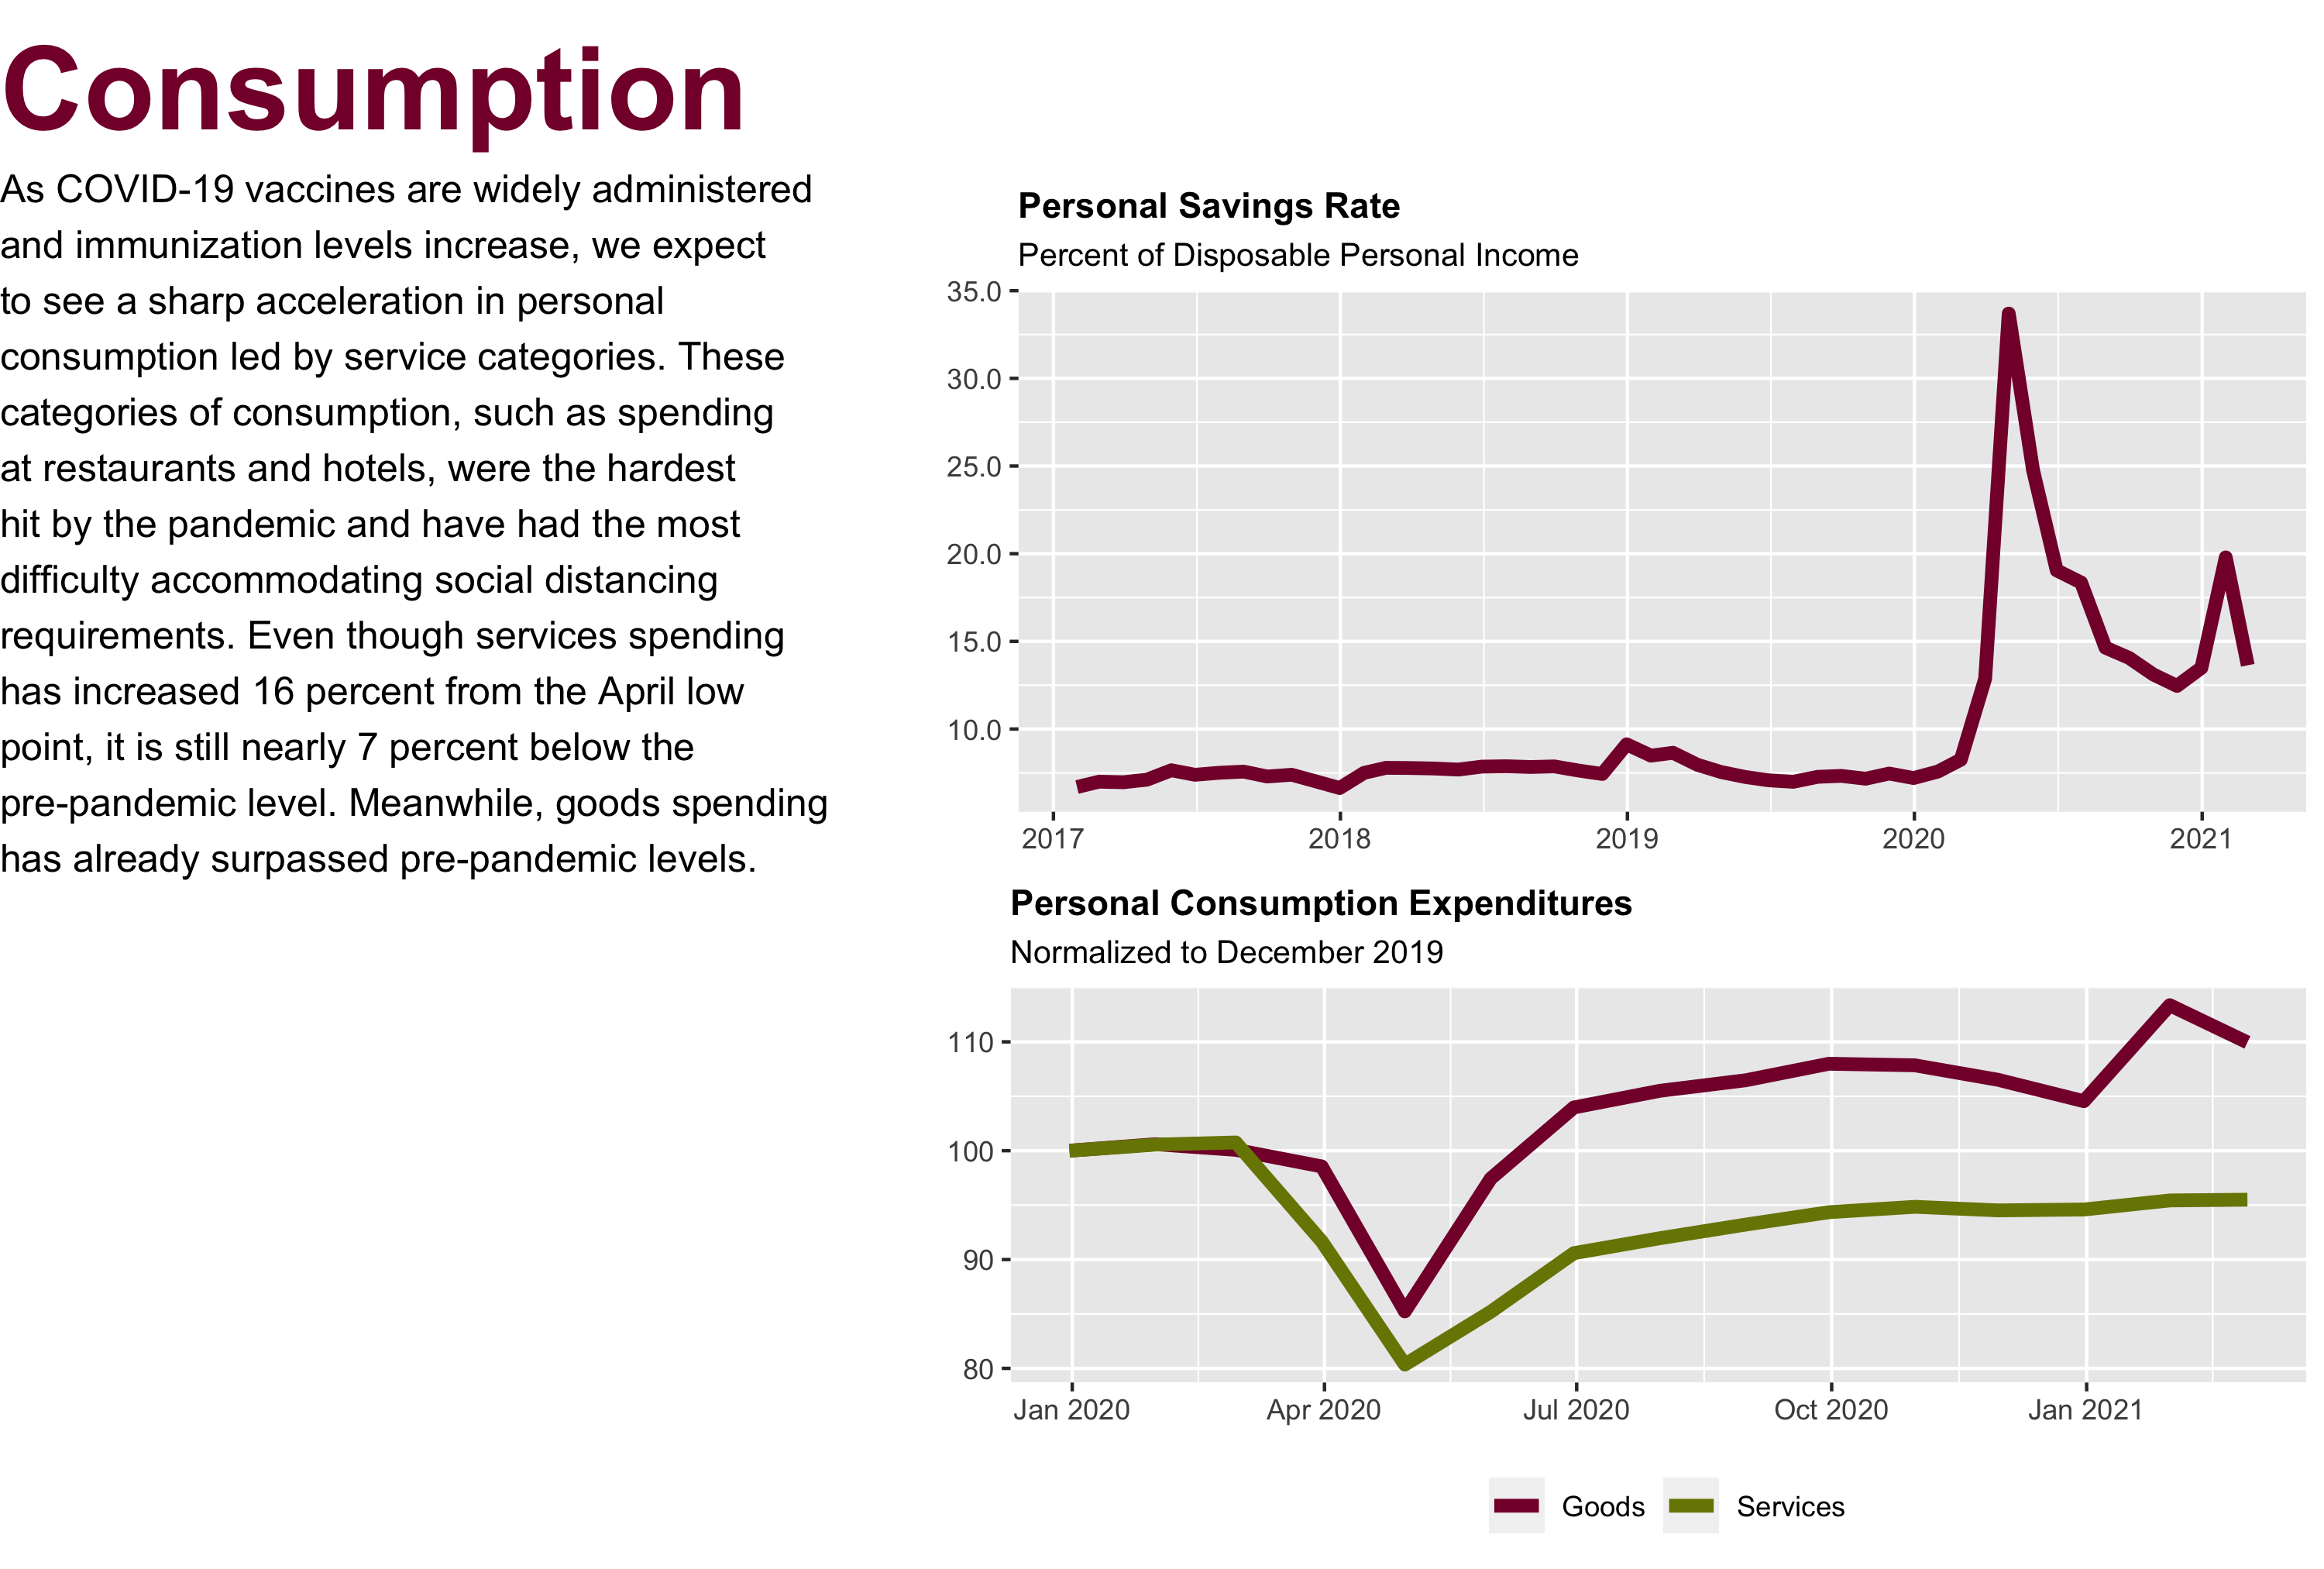 Consumption
As COVID-19 vaccines are widely administered
and immunization levels increase, we expect
to see a sharp acceleration in personal
consumption led by service categories. These
categories of consumption, such as spending
at restaurants and hotels, were the hardest
hit by the pandemic and have had the most
difficulty accommodating social distancing
requirements. Even though services spending
has increased 16 percent from the April low
point, it is still nearly 7 percent below the
pre-pandemic level. Meanwhile, goods spending
has already surpassed pre-pandemic levels.
Personal Savings Rate
Percent of Disposable Personal Income
35.0
30.0
25.0
20.0
15.0
10.0
2017 2018 2019 2020 2021
Personal Consumption Expenditures
Normalized to December 2019
110
100
90
80
Jan 2020 Apr 2020 Jul 2020 Oct 2020 Jan 2021
Goods Services